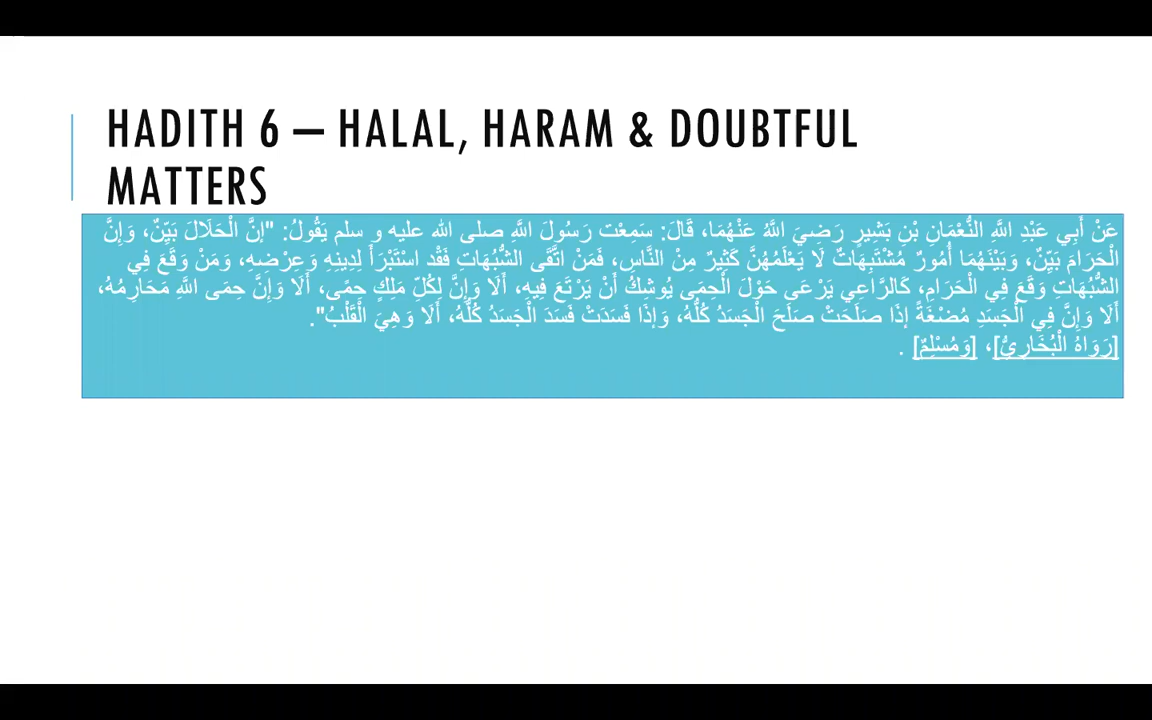 HADITH 6 – HALAL, HARAM & DOUBTFUL
MATTERS
عَنْ أَبِي عَبْدِ اللَّهِ النُّعْمَانِ بْنِ بَشِيرٍ رَضِيَ اللَّهُ عَنْهُمَا، قَالَ: سَمِعْت رَسُولَ اللَّهِ صلى الله عليه و سلم يَقُولُ: "إنَّ الْحَلَالَ بَيِّنٌ، وَإِنَّ
الْحَرَامَ بَيِّنٌ، وَبَيْنَهُمَا أُمُورٌ مُشْتَبِهَاتٌ لَا يَعْلَمُهُنَّ كَثِيرٌ مِنْ النَّاسِ، فَمَنْ اتَّقَى الشُّبُهَاتِ فَقْد اسْتَبْرَأَ لِدِينِهِ وَعِرْضِهِ، وَمَنْ وَقَعَ فِي
الشُّبُهَاتِ وَقَعَ فِي الْحَرَامِ، كَالرَّاعِي يَرْعَى حَوْلَ الْحِمَى يُوشِكُ أَنْ يَرْتَعَ فِيهِ، أَلَا وَإِنَّ لِكُلِّ مَلِكٍ حِمًى، أَلَا وَإِنَّ حِمَى اللَّهِ مَحَارِمُهُ،
أَلَا وَإِنَّ فِي الْجَسَدِ مُضْغَةً إذَا صَلَحَتْ صَلَحَ الْجَسَدُ كُلُّهُ، وَإذَا فَسَدَتْ فَسَدَ الْجَسَدُ كُلُّهُ، أَلَا وَهِيَ الْقَلْبُ".
[رَوَاهُ الْبُخَارِيُّ]، [وَمُسْلِمٌ] .